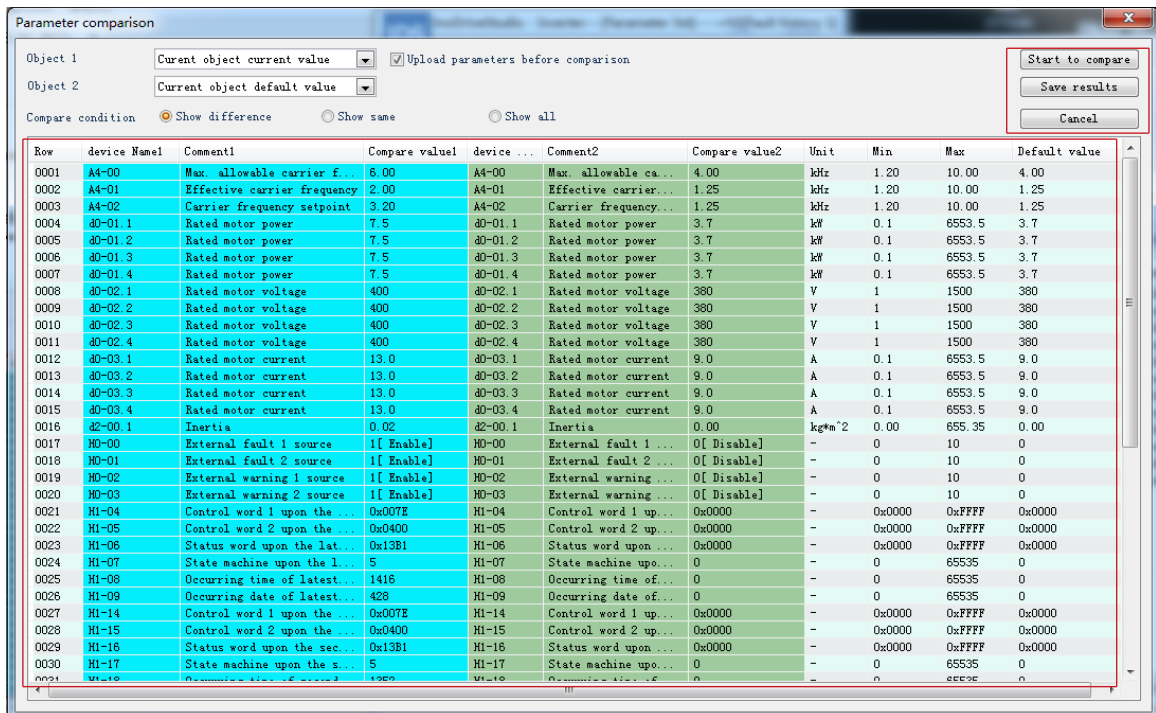 Parameter comparison
Object 1 Curent object current value Upload parameters before comparison Start to compare
Object 2 Current object default value Save results
Compare condition Show difference Show same Show all Cancel
Row device Name1 Comment1 Compare value1 device ... Comment2 Compare value2 Unit Min Max Default value
0001 A4-00 Max. allowable carrier f... 6.00 A4-00 Max. allowable ca... 4.00 kHz 1.20 10.00 4.00
0002 A4-01 Effective carrier frequency 2.00 A4-01 Effective carrier... 1.25 kHz 1.20 10.00 1.25
0003 A4-02 Carrier frequency setpoint 3.20 A4-02 Carrier frequency... 1.25 kHz 1.20 10.00 1.25
0004 d0-01.1 Rated motor power 7.5 d0-01.1 Rated motor power 3.7 kW 0.1 6553.5 3.7
0005 d0-01.2 Rated motor power 7.5 d0-01.2 Rated motor power 3.7 kW 0.1 6553.5 3.7
0006 d0-01.3 Rated motor power 7.5 d0-01.3 Rated motor power 3.7 kW 0.1 6553.5 3.7
0007 d0-01.4 Rated motor power 7.5 d0-01.4 Rated motor power 3.7 kW 0.1 6553.5 3.7
0008 d0-02.1 Rated motor voltage 400 d0-02.1 Rated motor voltage 380 V 1 1500 380
0009 d0-02.2 Rated motor voltage 400 d0-02.2 Rated motor voltage 380 V 1 1500 380
0010 d0-02.3 Rated motor voltage 400 d0-02.3 Rated motor voltage 380 V 1 1500 380
0011 d0-02.4 Rated motor voltage 400 d0-02.4 Rated motor voltage 380 V 1 1500 380
0012 d0-03.1 Rated motor current 13.0 d0-03.1 Rated motor current 9.0 A 0.1 6553.5 9.0
0013 d0-03.2 Rated motor current 13.0 d0-03.2 Rated motor current 9.0 A 0.1 6553.5 9.0
0014 d0-03.3 Rated motor current 13.0 d0-03.3 Rated motor current 9.0 A 0.1 6553.5 9.0
0015 d0-03.4 Rated motor current 13.0 d0-03.4 Rated motor current 9.0 A 0.1 6553.5 9.0
0016 d2-00.1 Inertia 0.02 d2-00.1 Inertia 0.00 kg*m^2 0.00 655.35 0.00
0017 H0-00 External fault 1 source 1[ Enable] H0-00 External fault 1 ... 0[ Disable] - 0 10 0
0018 H0-01 External fault 2 source 1[ Enable] H0-01 External fault 2 ... 0[ Disable] - 0 10 0
0019 H0-02 External warning 1 source 1[ Enable] H0-02 External warning ... 0[ Disable] - 0 10 0
0020 H0-03 External warning 2 source 1[ Enable] H0-03 External warning ... 0[ Disable] - 0 10 0
0021 H1-04 Control word 1 upon the ... 0x007E H1-04 Control word 1 up... 0x0000 - 0x0000 0xFFFF 0x0000
0022 H1-05 Control word 2 upon the ... 0x0400 H1-05 Control word 2 up... 0x0000 - 0x0000 0xFFFF 0x0000
0023 H1-06 Status word upon the lat... 0x13B1 H1-06 Status word upon ... 0x0000 - 0x0000 0xFFFF 0x0000
0024 H1-07 State machine upon the l... 5 H1-07 State machine upo... 0 - 0 65535 0
0025 H1-08 Occurring time of latest... 1416 H1-08 Occurring time of... 0 - 0 65535 0
0026 H1-09 Occurring date of latest... 428 H1-09 Occurring date of... 0 - 0 65535 0
0027 H1-14 Control word 1 upon the ... 0x007E H1-14 Control word 1 up... 0x0000 - 0x0000 0xFFFF 0x0000
0028 H1-15 Control word 2 upon the ... 0x0400 H1-15 Control word 2 up... 0x0000 - 0x0000 0xFFFF 0x0000
0029 H1-16 Status word upon the sec... 0x13B1 H1-16 Status word upon ... 0x0000 - 0x0000 0xFFFF 0x0000
0030 H1-17 State machine upon the s... 5 H1-17 State machine upo... 0 - 0 65535 0